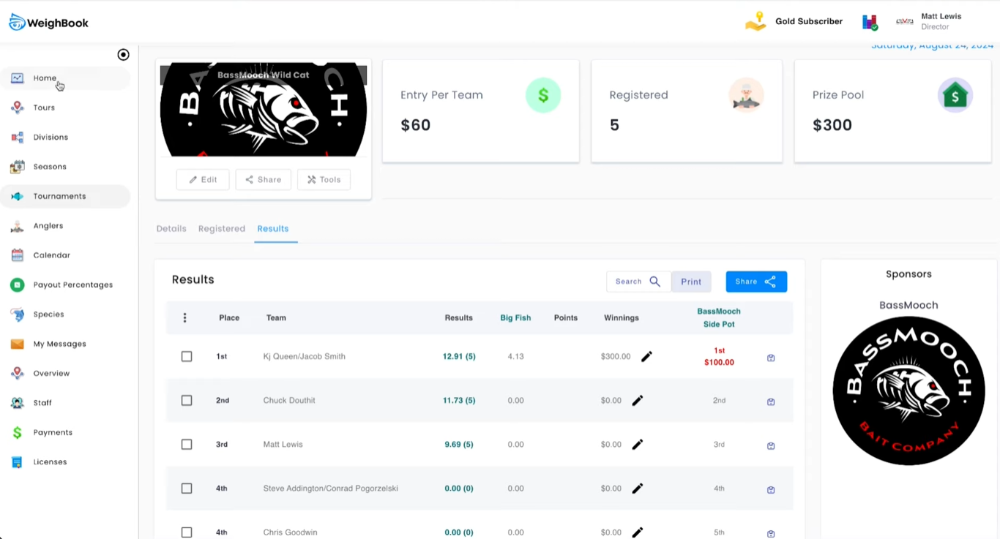 WeighBook
Gold Subscriber
Matt Lewis
Director
Saturday, August 24, 2024
Home
Tours
Divisions
Seasons
Tournaments
Anglers
Calendar
Payout Percentages
Species
My Messages
Overview
Staff
Payments
Licenses
BassMooch Wild Cat
Edit
Share
Tools
Entry Per Team
$60
Registered
5
Prize Pool
$300
Details Registered Results
Results
Search
Print
Share
Place Team Results Big Fish Points Winnings BassMooch
Side Pot
1st Kj Queen/Jacob Smith 12.91 (5) 4.13 $300.00 1st
$100.00
2nd Chuck Douthit 11.73 (5) 0.00 $0.00 2nd
3rd Matt Lewis 9.69 (5) 0.00 $0.00 3rd
4th Steve Addington/Conrad Pogorzelski 0.00 (0) 0.00 $0.00 4th
4th Chris Goodwin 0.00 (0) 0.00 $0.00 5th
Sponsors
BassMooch
BASSMOOCH
BAIT COMPANY